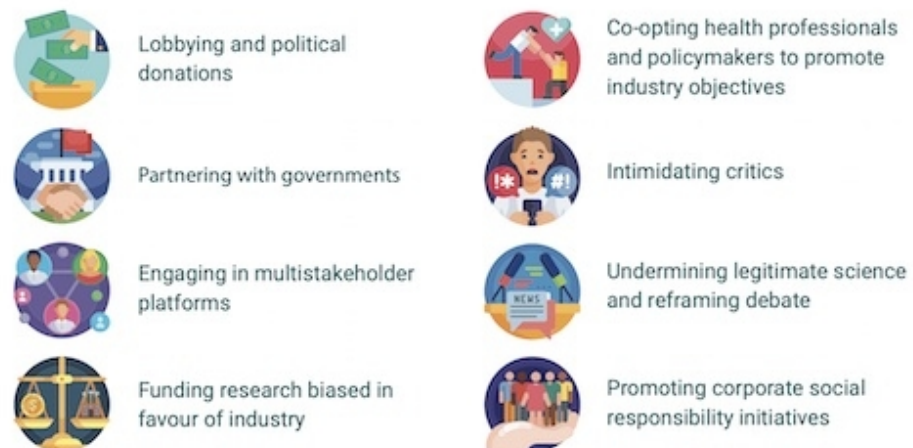 Lobbying and political
donations
Partnering with governments
Engaging in multistakeholder
platforms
Funding research biased in
favour of industry
Co-opting health professionals
and policymakers to promote
industry objectives
!* #!
Intimidating critics
NEWS
Undermining legitimate science
and reframing debate
Promoting corporate social
responsibility initiatives